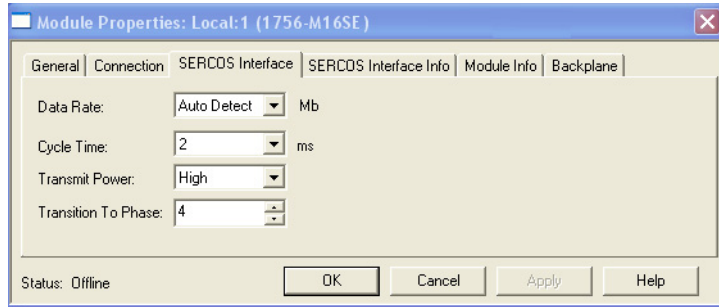 Module Properties: Local:1 (1756-M16SE)
General Connection SERCOS Interface SERCOS Interface Info Module Info Backplane
Data Rate: Auto Detect Mb
Cycle Time: 2 ms
Transmit Power: High
Transition To Phase: 4
Status: Offline OK Cancel Apply Help